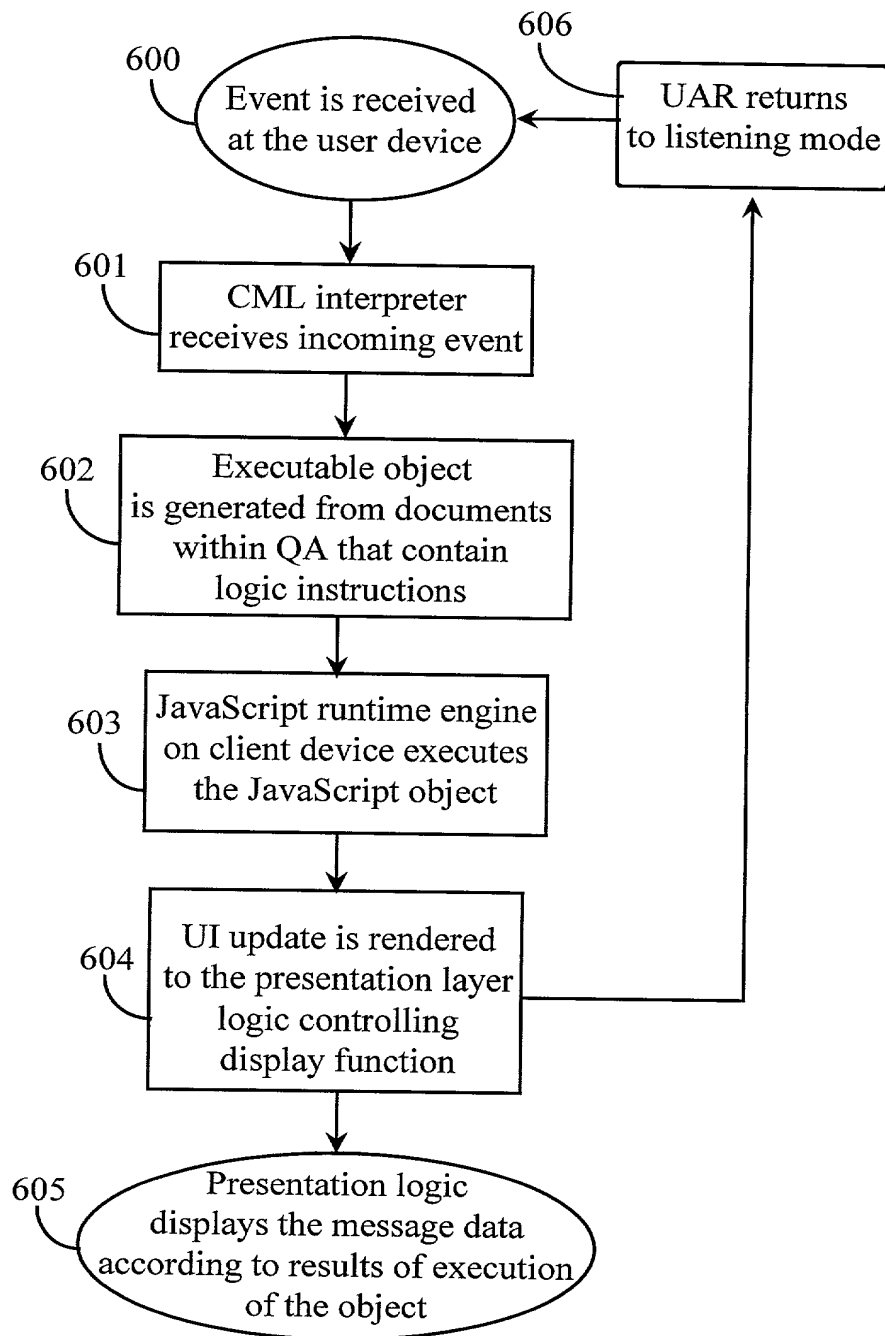 600
Event is received
at the user device
606
UAR returns
to listening mode
601
CML interpreter
receives incoming event
602
Executable object
is generated from documents
within QA that contain
logic instructions
603
JavaScript runtime engine
on client device executes
the JavaScript object
604
UI update is rendered
to the presentation layer
logic controlling
display function
605
Presentation logic
displays the message data
according to results of execution
of the object